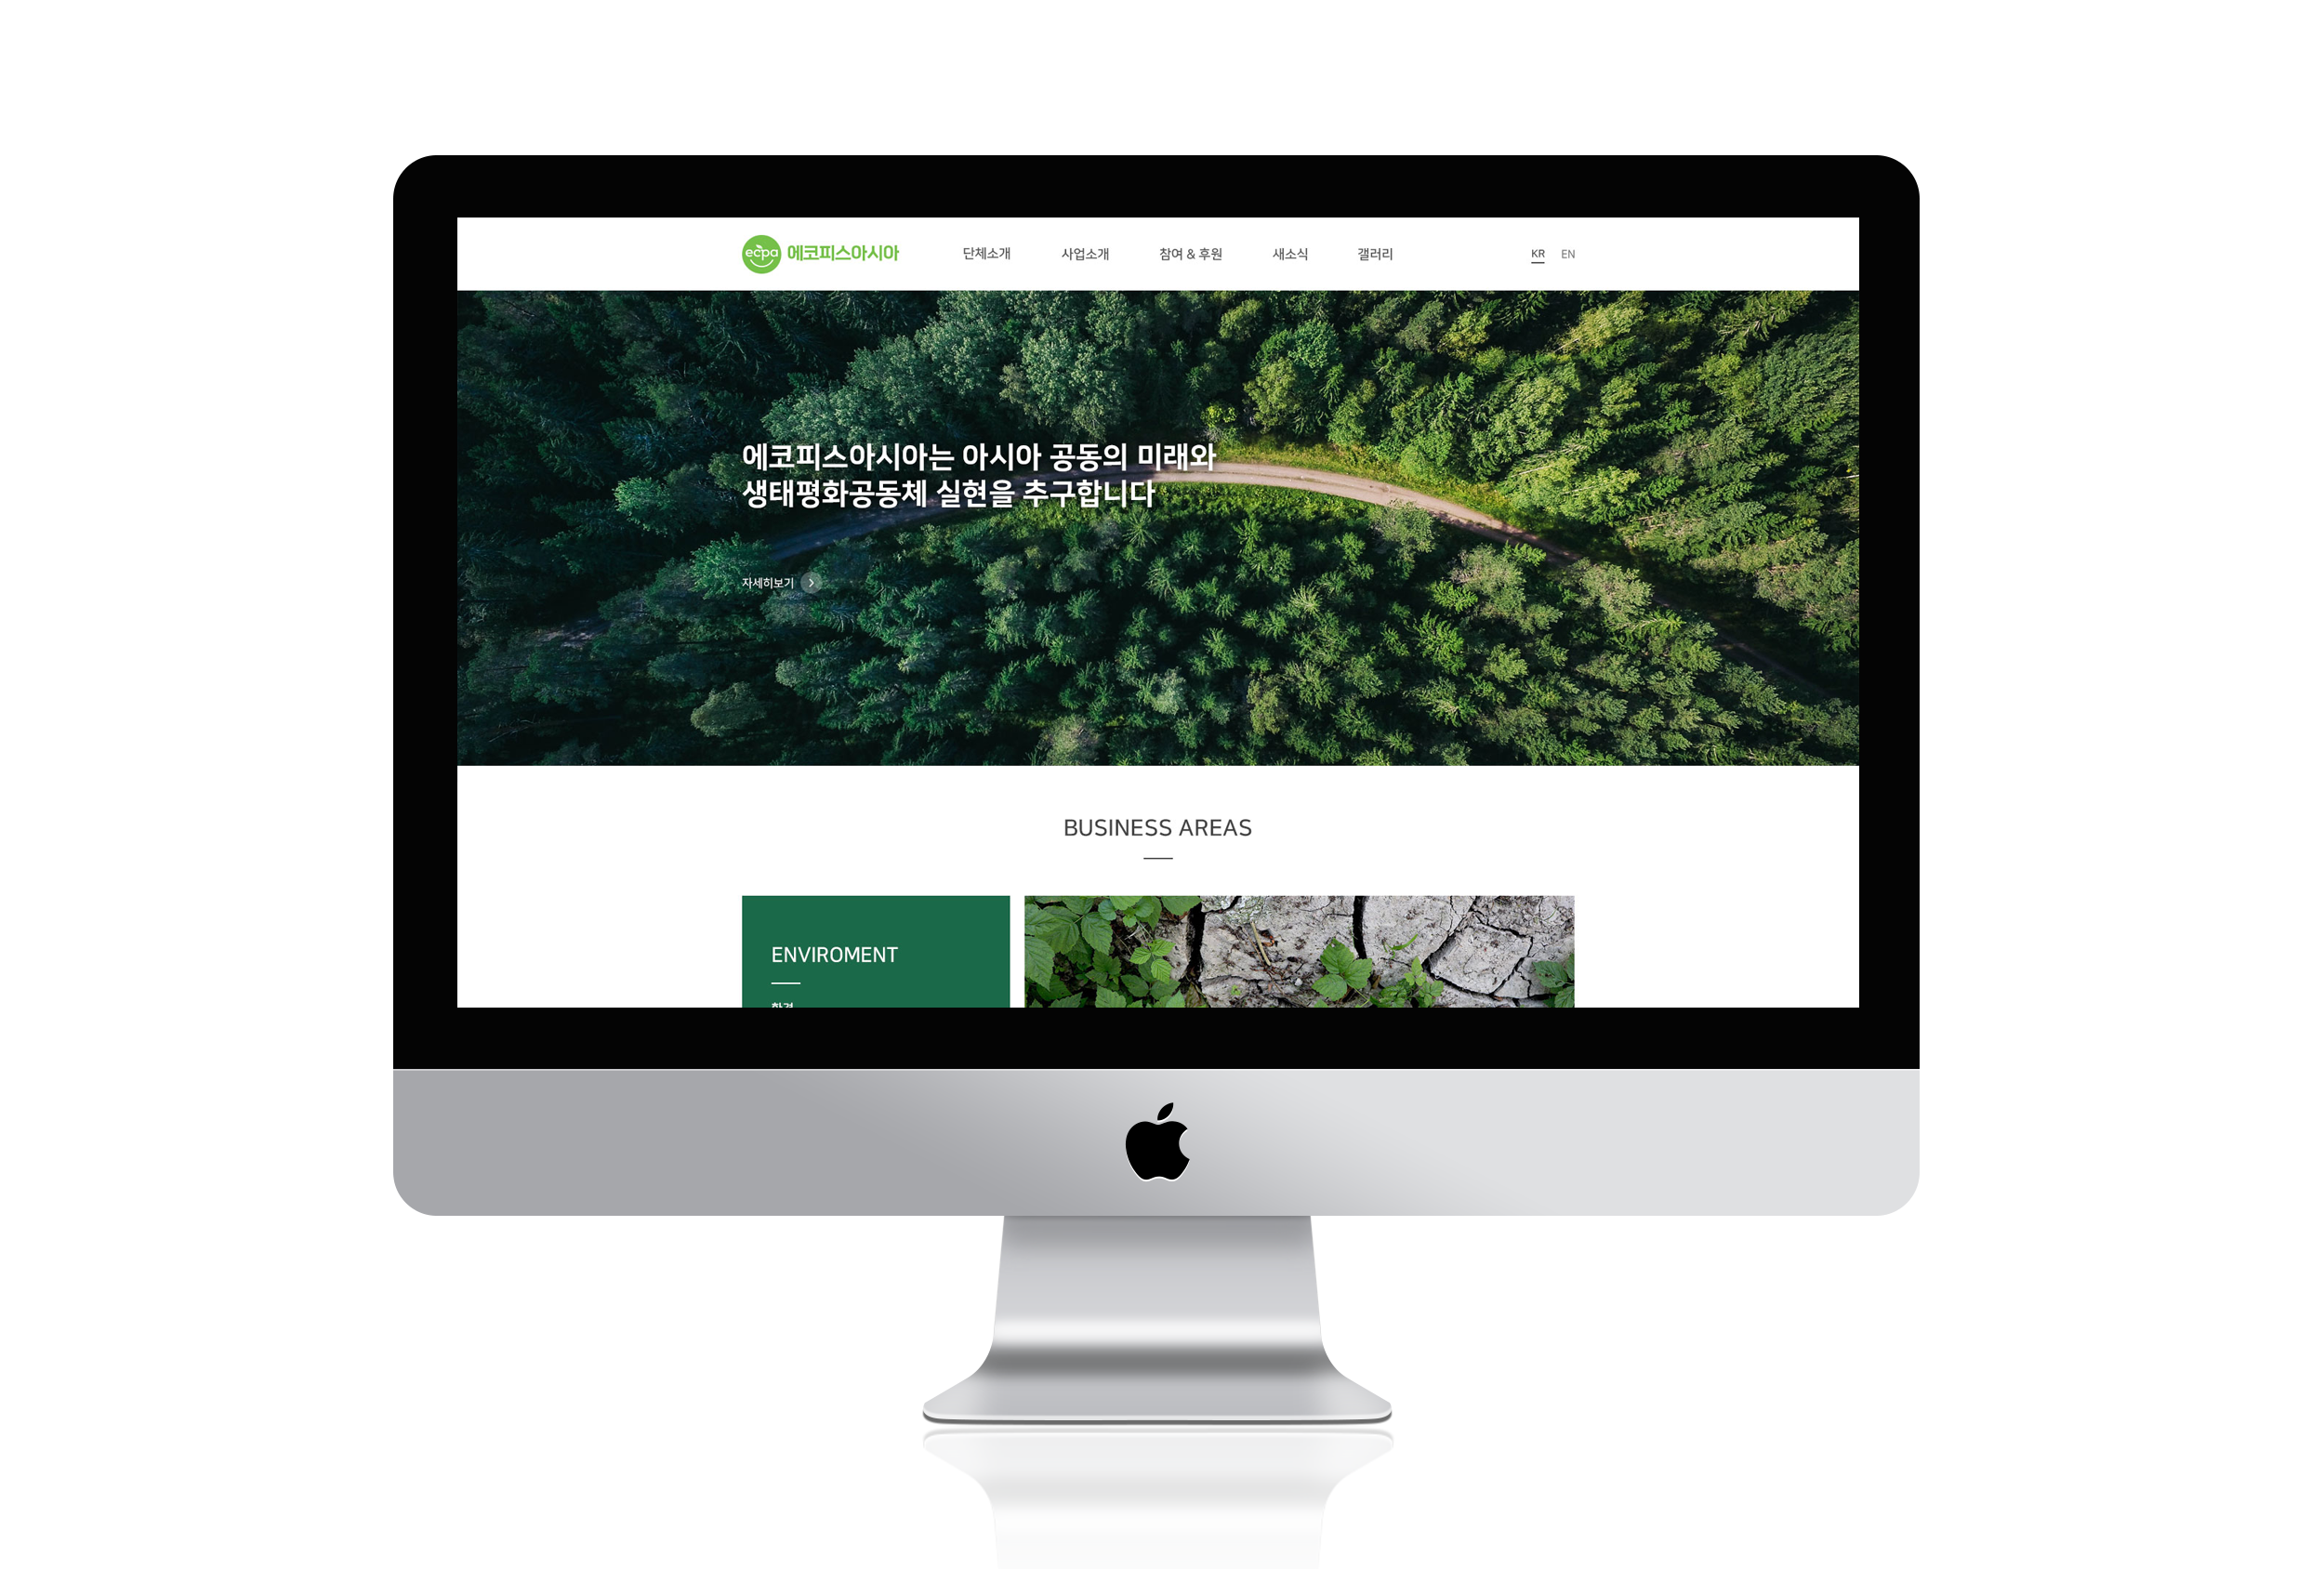 ecpa 에코피스아시아
단체소개
사업소개
참여 & 후원
새소식
갤러리
KR
EN
에코피스아시아는 아시아 공동의 미래와
생태평화공동체 실현을 추구합니다
자세히보기
BUSINESS AREAS
ENVIROMENT
환경